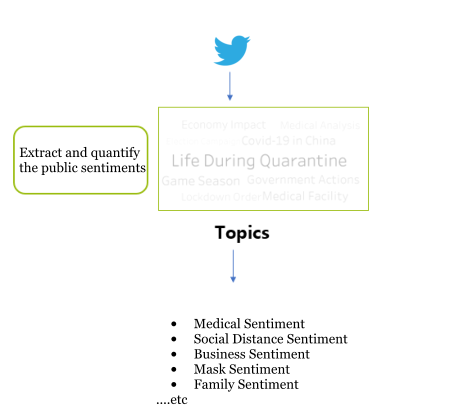 Economy Impact Medical Analysis
Covid-19 in China
Extract and quantify
the public sentiments
Life During Quarantine
Game Season Government Actions
Lockdown Order Medical Facility
Topics
• Medical Sentiment
• Social Distance Sentiment
• Business Sentiment
• Mask Sentiment
• Family Sentiment
....etc